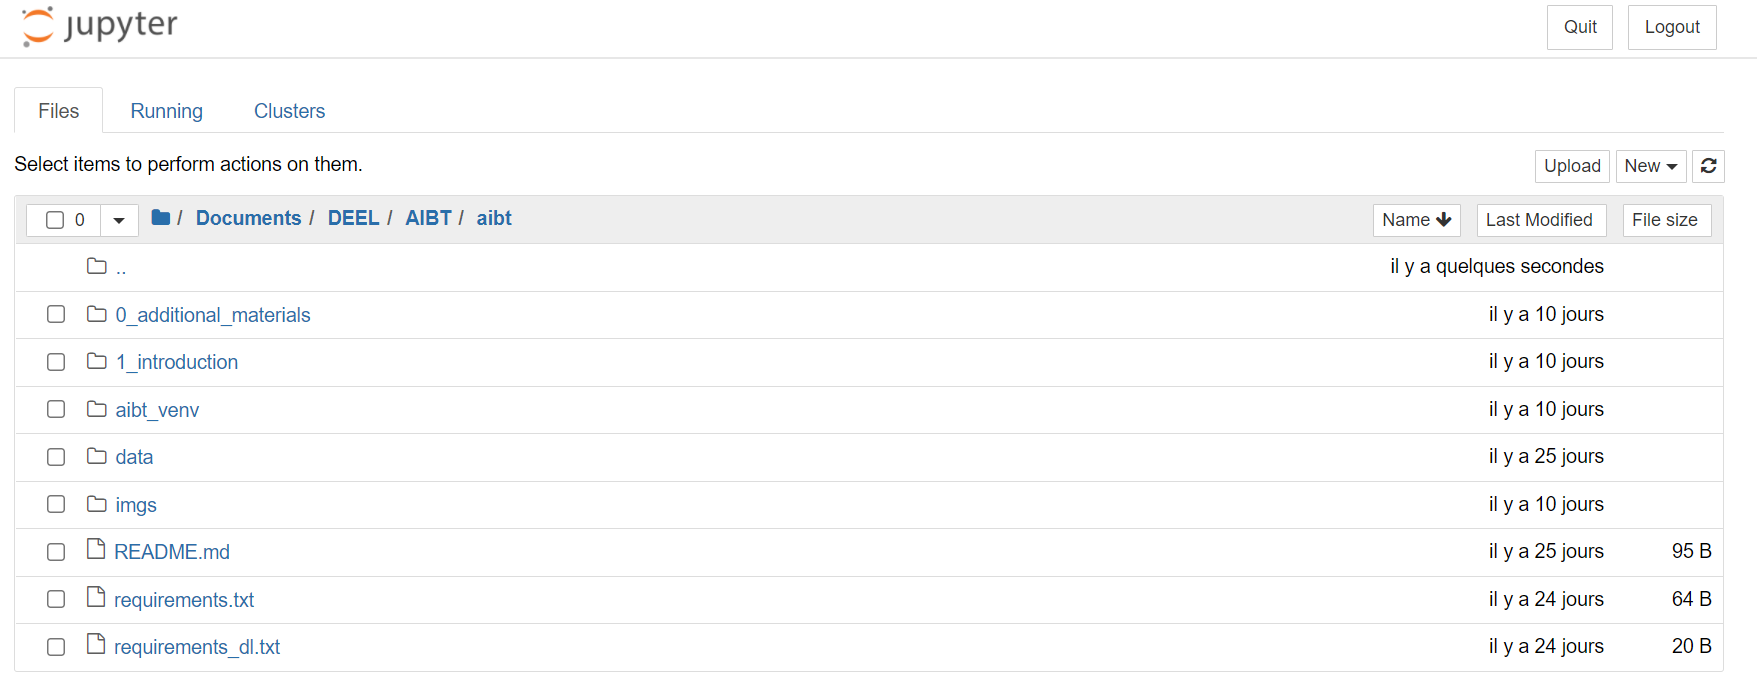 jupyter
Quit Logout
Files Running Clusters
Select items to perform actions on them.
Upload New
0 / Documents / DEEL / AIBT / aibt Name Last Modified File size
.. il y a quelques secondes
0_additional_materials il y a 10 jours
1_introduction il y a 10 jours
aibt_venv il y a 10 jours
data il y a 25 jours
imgs il y a 10 jours
README.md il y a 25 jours 95 B
requirements.txt il y a 24 jours 64 B
requirements_dl.txt il y a 24 jours 20 B